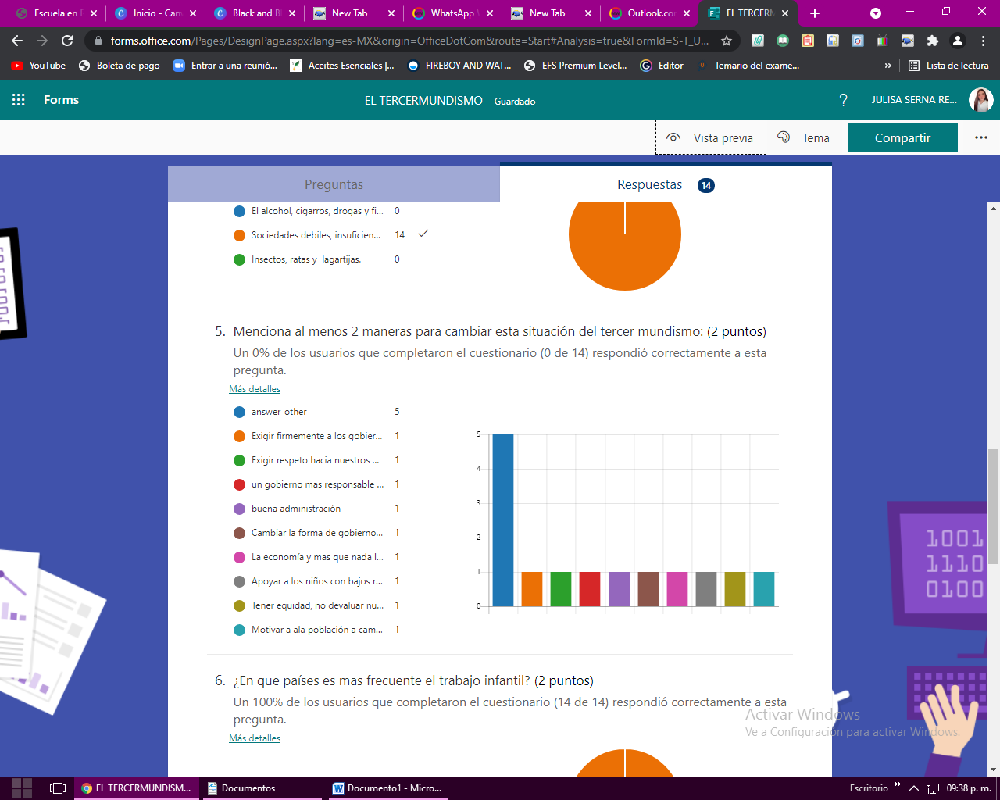 Escuela en F
Inicio - Can
Black and B
New Tab
WhatsApp
New Tab
Outlook.co
EL TERCERM
forms.office.com/Pages/DesignPage.aspx?lang=es-MX&origin=OfficeDotCom&route=Start#Analysis=true&FormId=S-T_U...
YouTube
Boleta de pago
Entrar a una reunió...
Aceites Esenciales |...
FIREBOY AND WAT...
EFS Premium Level...
Editor
Temario del exame...
»
Lista de lectura
Forms
EL TERCERMUNDISMO - Guardado
?
JULISA SERNA RE...
Vista previa
Tema
Compartir
...
Preguntas
Respuestas 14
El alcohol, cigarros, drogas y fi... 0
Sociedades debiles, insuficien... 14
Insectos, ratas y lagartijas. 0
5. Menciona al menos 2 maneras para cambiar esta situación del tercer mundismo: (2 puntos)
Un 0% de los usuarios que completaron el cuestionario (0 de 14) respondió correctamente a esta
pregunta.
Más detalles
answer_other 5
Exigir firmemente a los gobier... 1
Exigir respeto hacia nuestros ... 1
un gobierno mas responsable ... 1
buena administración 1
Cambiar la forma de gobierno... 1
La economía y mas que nada l... 1
Apoyar a los niños con bajos r... 1
Tener equidad, no devaluar nu... 1
Motivar a ala población a cam... 1
5
4
3
2
1
0
1001
1110
0100
6. ¿En que países es mas frecuente el trabajo infantil? (2 puntos)
Un 100% de los usuarios que completaron el cuestionario (14 de 14) respondió correctamente a esta
pregunta.
Más detalles
Activar Windows
Ve a Configuración para activar Windows.
EL TERCERMUNDISM...
Documentos
Documento1 - Micro...
Escritorio
»
09:38 p. m.